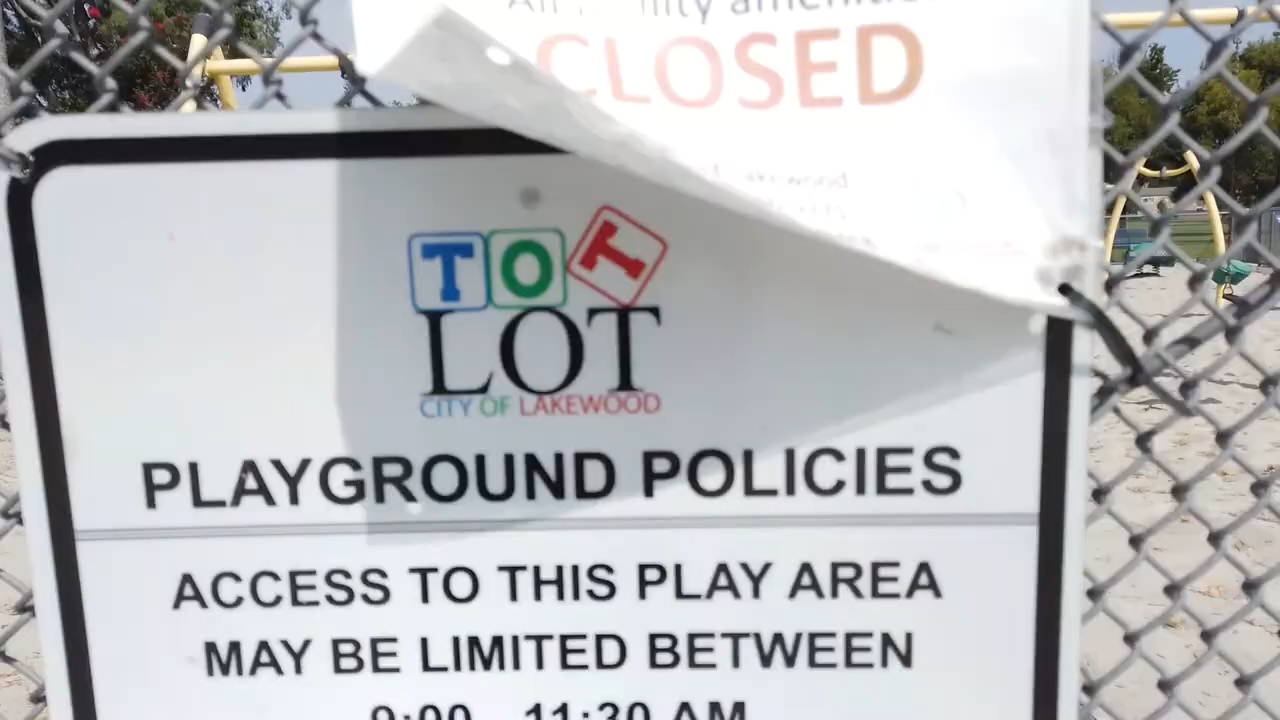 CLOSED
TOT
LOT
CITY OF LAKEWOOD
PLAYGROUND POLICIES
ACCESS TO THIS PLAY AREA
MAY BE LIMITED BETWEEN
9:00 - 11:30 AM